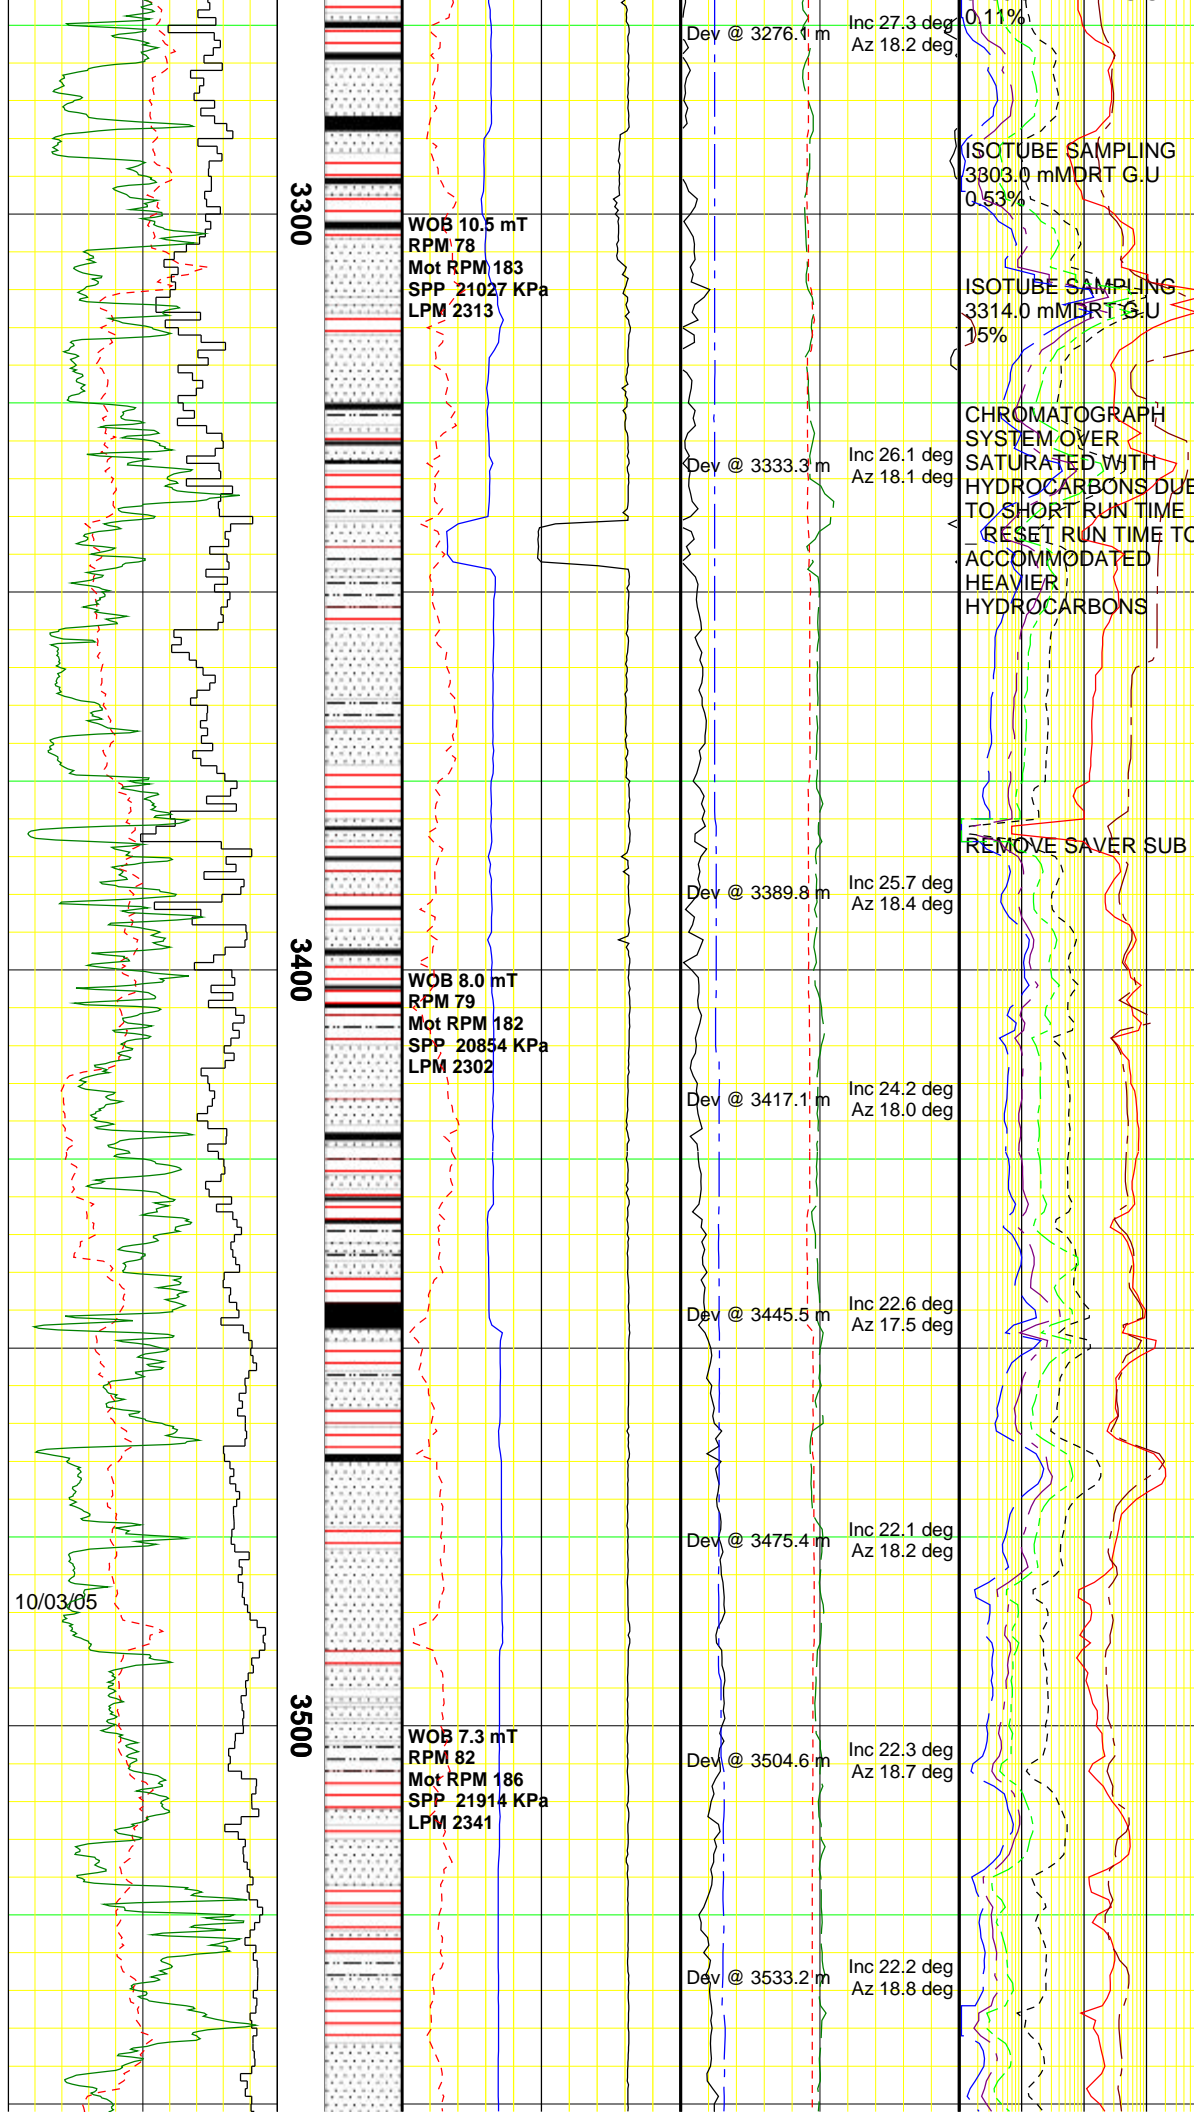 0.11%
Dev @ 3276.1 m
Inc 27.3 deg
Az 18.2 deg
ISOTUBE SAMPLING
3303.0 mMDRT G.U
0.53%
3300
WOB 10.5 mT
RPM 78
Mot RPM 183
SPP 21027 KPa
LPM 2313
ISOTUBE SAMPLING
3314.0 mMDRT G.U
15%
CHROMATOGRAPH
SYSTEM OVER
SATURATED WITH
HYDROCARBONS DUE
TO SHORT RUN TIME
_ RESET RUN TIME TO
ACCOMMODATED
HEAVIER
HYDROCARBONS
Dev @ 3333.3 m
Inc 26.1 deg
Az 18.1 deg
REMOVE SAVER SUB
Dev @ 3389.8 m
Inc 25.7 deg
Az 18.4 deg
3400
WOB 8.0 mT
RPM 79
Mot RPM 182
SPP 20854 KPa
LPM 2302
Dev @ 3417.1 m
Inc 24.2 deg
Az 18.0 deg
Dev @ 3445.5 m
Inc 22.6 deg
Az 17.5 deg
Dev @ 3475.4 m
Inc 22.1 deg
Az 18.2 deg
10/03/05
3500
WOB 7.3 mT
RPM 82
Mot RPM 186
SPP 21914 KPa
LPM 2341
Dev @ 3504.6 m
Inc 22.3 deg
Az 18.7 deg
Dev @ 3533.2 m
Inc 22.2 deg
Az 18.8 deg